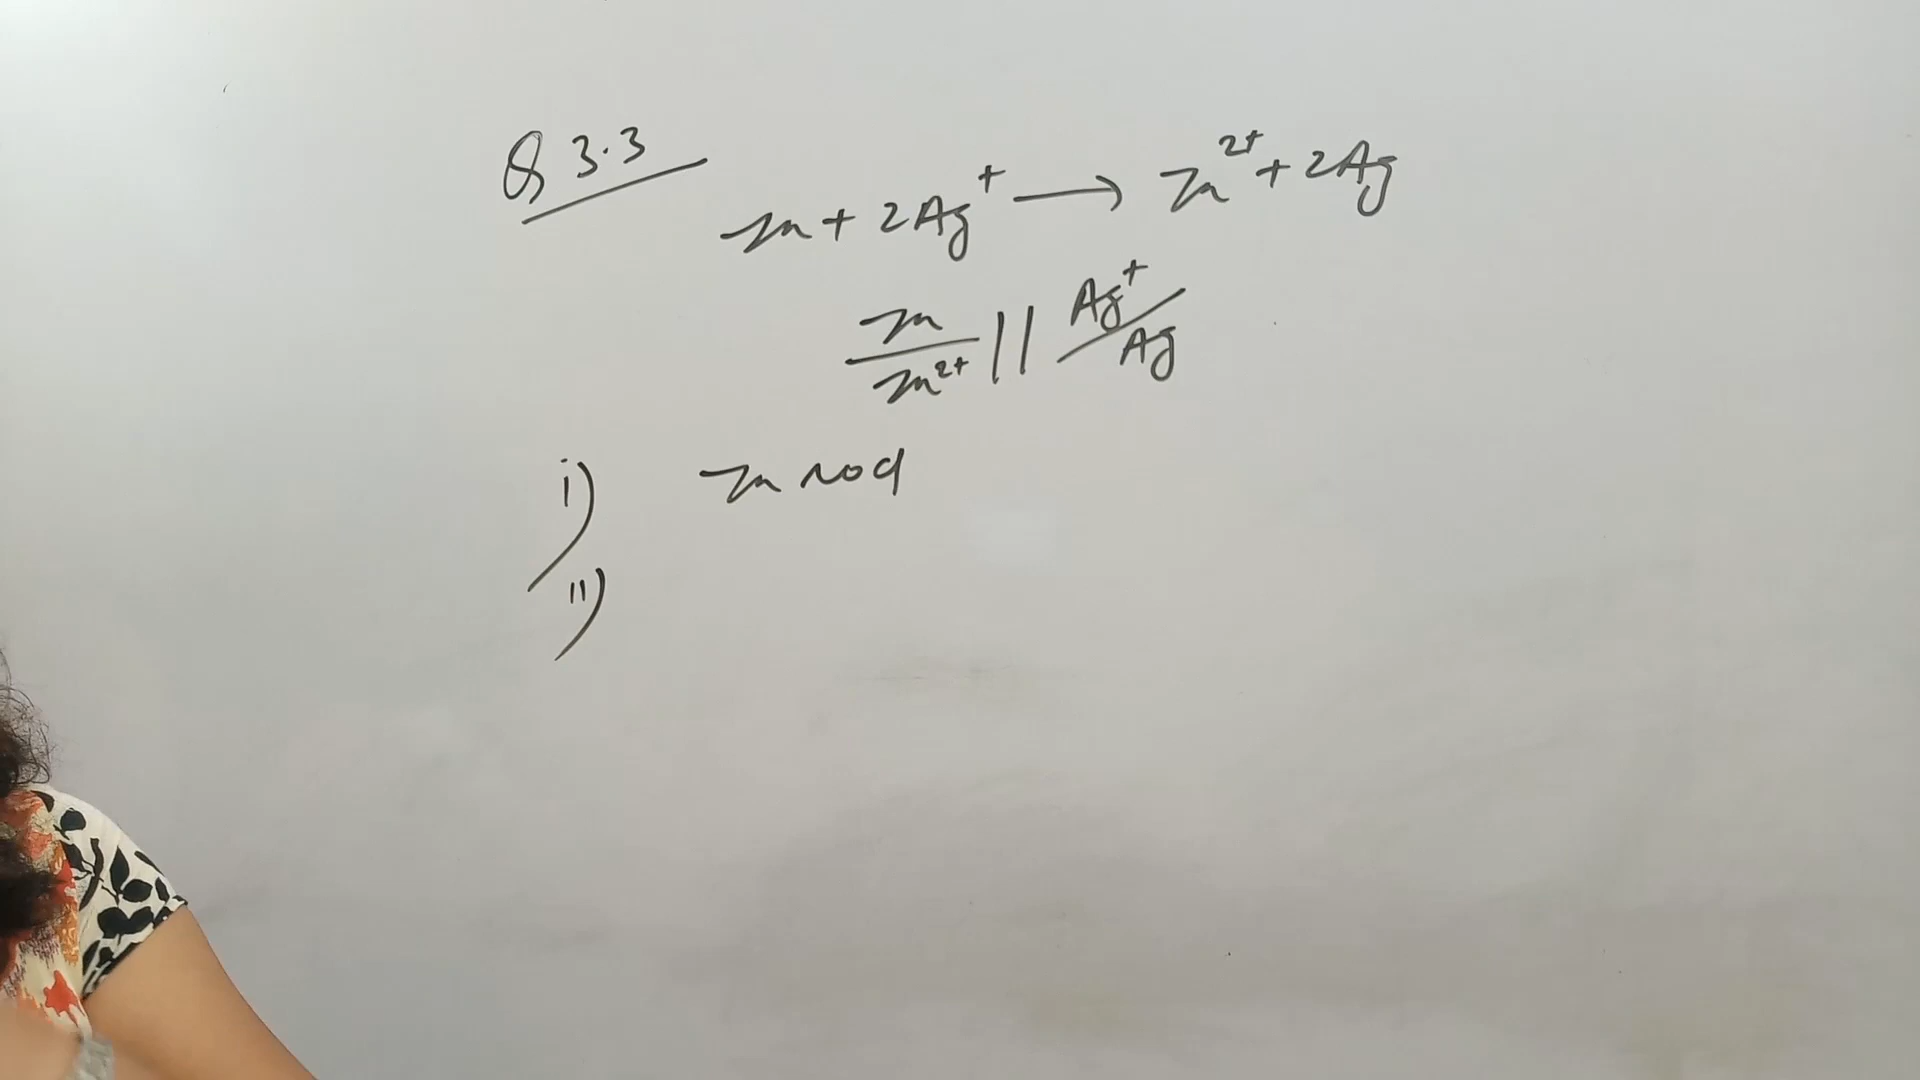 Q 3.3
Zn + 2Ag⁺ → Zn²⁺ + 2Ag
Zn/Zn²⁺ || Ag⁺/Ag
i) Zn rod
ii)